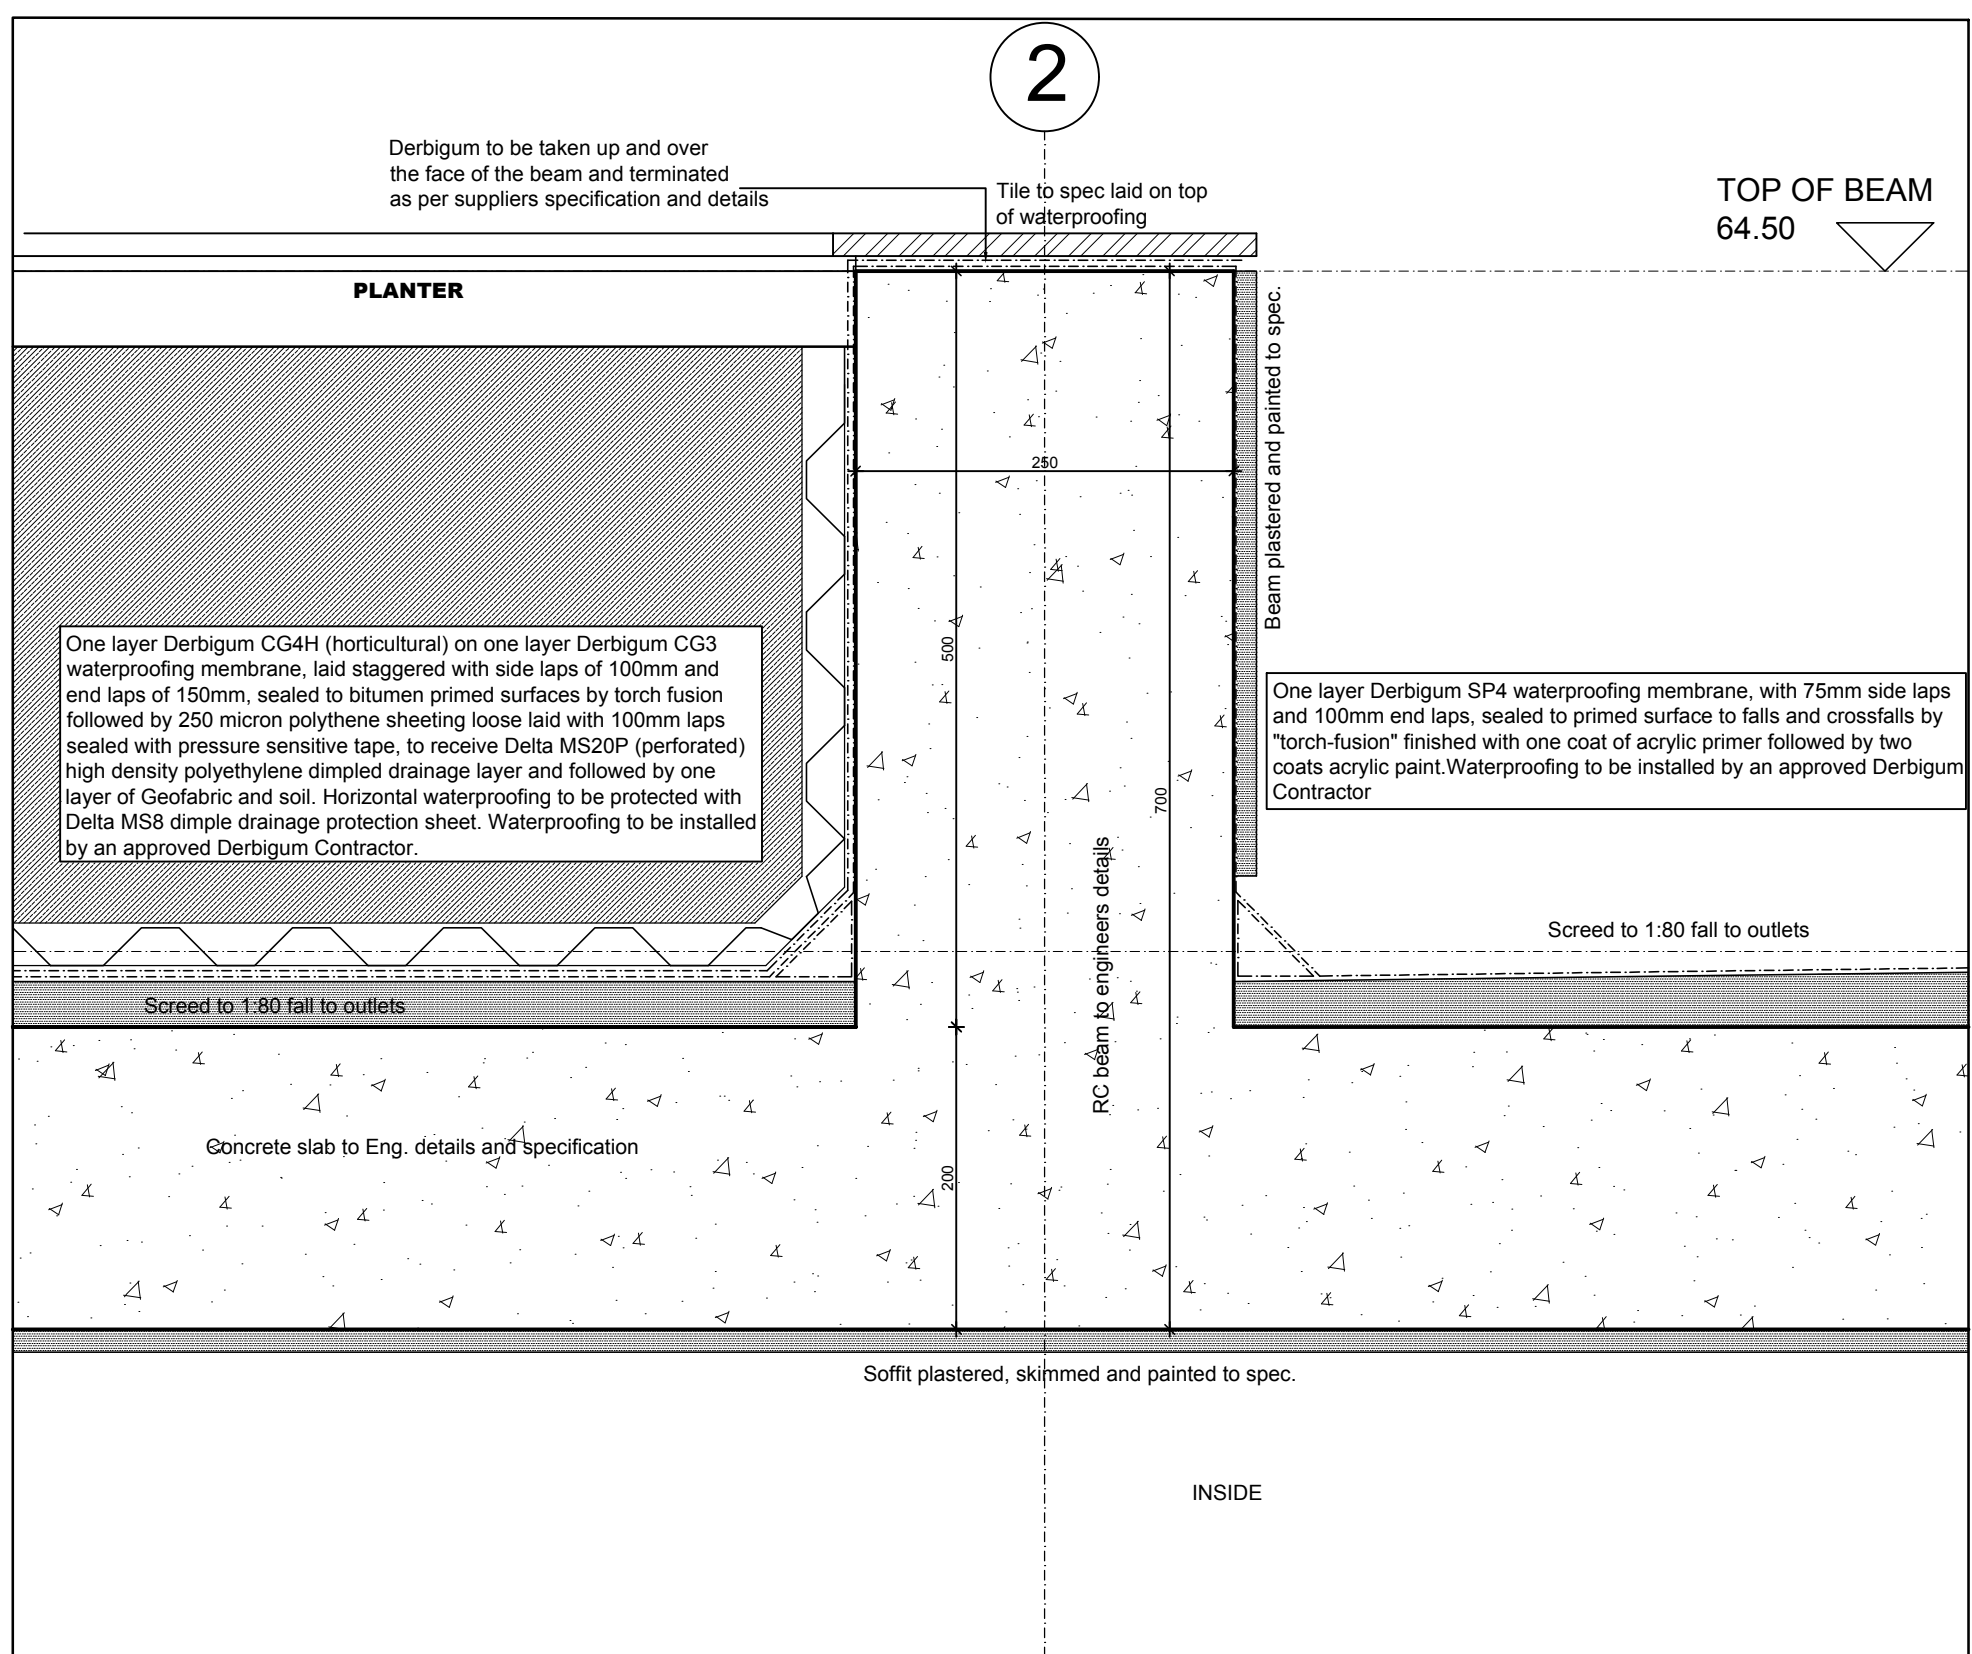 2
Derbigum to be taken up and over
the face of the beam and terminated
as per suppliers specification and details
Tile to spec laid on top
of waterproofing
TOP OF BEAM
64.50
PLANTER
Beam plastered and painted to spec.
250
500
700
One layer Derbigum CG4H (horticultural) on one layer Derbigum CG3
waterproofing membrane, laid staggered with side laps of 100mm and
end laps of 150mm, sealed to bitumen primed surfaces by torch fusion
followed by 250 micron polythene sheeting loose laid with 100mm laps
sealed with pressure sensitive tape, to receive Delta MS20P (perforated)
high density polyethylene dimpled drainage layer and followed by one
layer of Geofabric and soil. Horizontal waterproofing to be protected with
Delta MS8 dimple drainage protection sheet. Waterproofing to be installed
by an approved Derbigum Contractor.
One layer Derbigum SP4 waterproofing membrane, with 75mm side laps
and 100mm end laps, sealed to primed surface to falls and crossfalls by
"torch-fusion" finished with one coat of acrylic primer followed by two
coats acrylic paint.Waterproofing to be installed by an approved Derbigum
Contractor
RC beam to engineers details
Screed to 1:80 fall to outlets
Screed to 1:80 fall to outlets
Concrete slab to Eng. details and specification
200
Soffit plastered, skimmed and painted to spec.
INSIDE